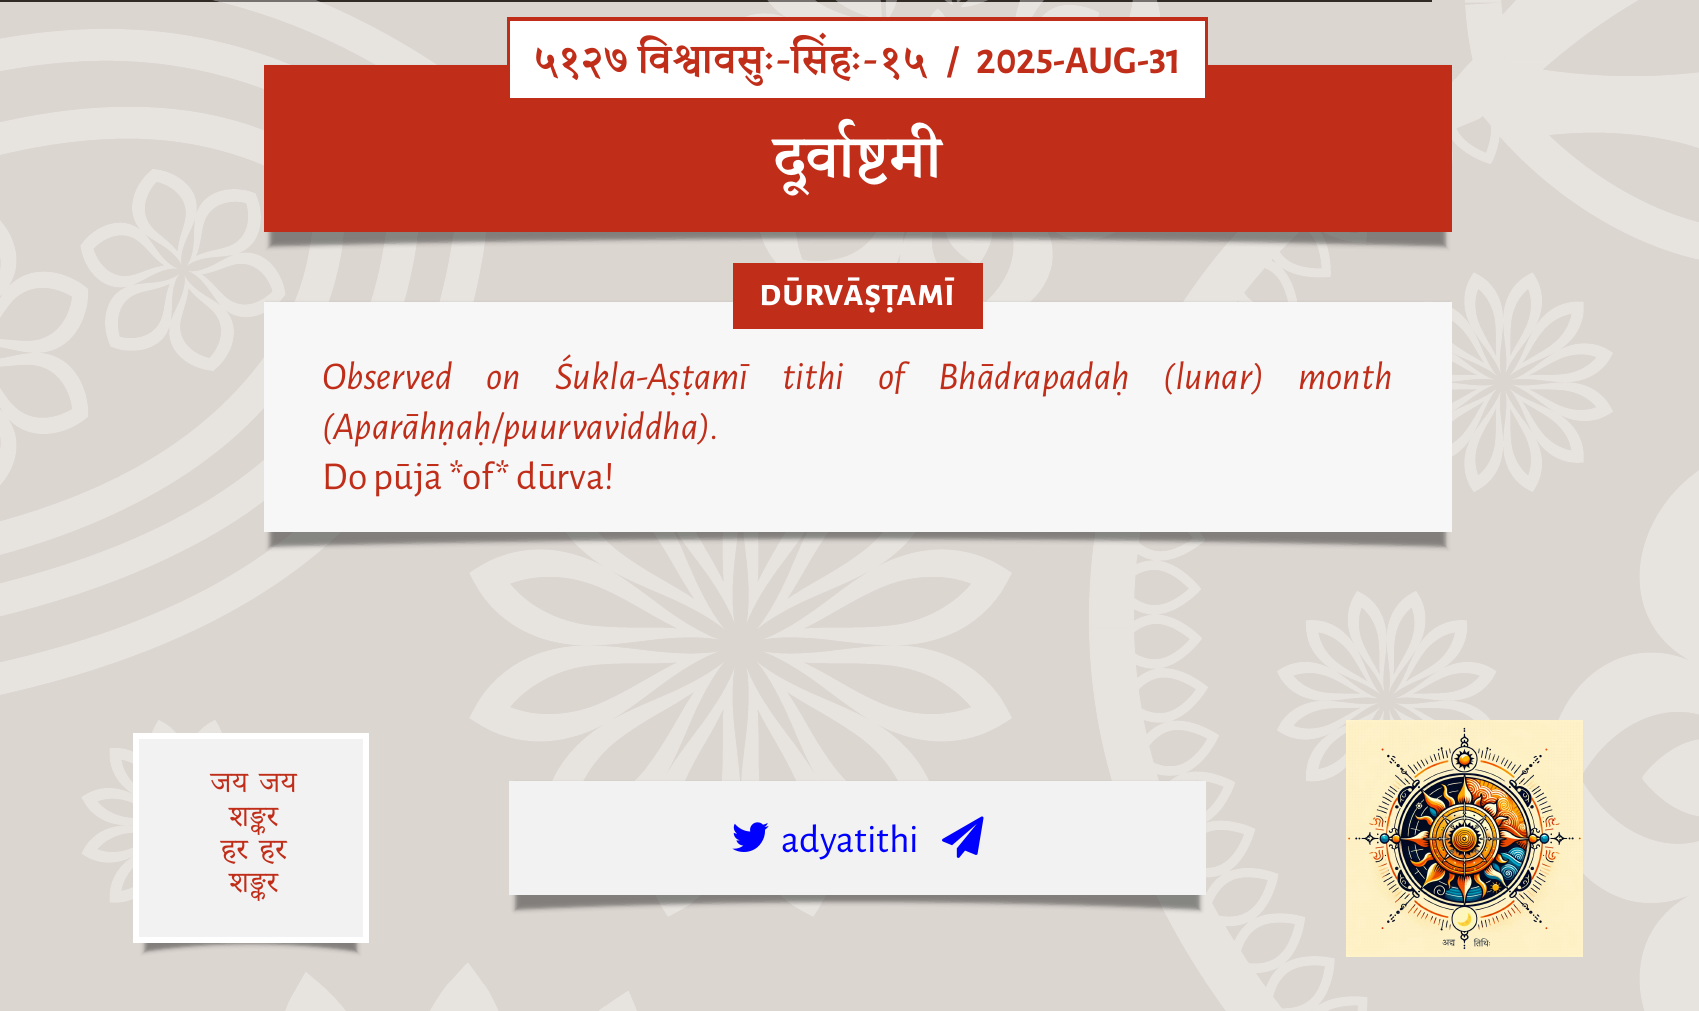 ५१२७ विश्वावसुः-सिंहः-१५ / 2025-AUG-31
दूर्वाष्टमी
DŪRVĀṢṬAMĪ
Observed on Śukla-Aṣṭamī tithi of Bhādrapadaḥ (lunar) month
(Aparāhṇaḥ/puurvaviddha).
Do pūjā *of* dūrva!
जय जय
शङ्कर
हर हर
शङ्कर
adyatithi
अद्य तिथिः